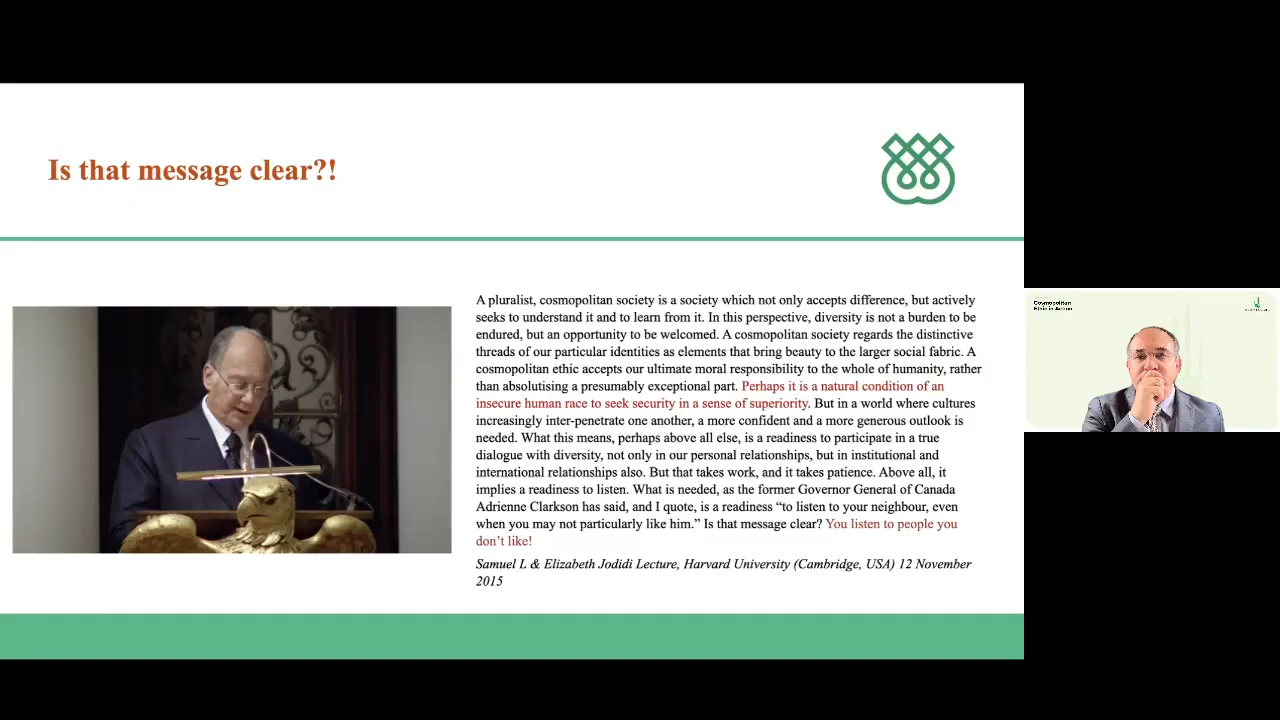 Is that message clear?!
A pluralist, cosmopolitan society is a society which not only accepts difference, but actively
seeks to understand it and to learn from it. In this perspective, diversity is not a burden to be
endured, but an opportunity to be welcomed. A cosmopolitan society regards the distinctive
threads of our particular identities as elements that bring beauty to the larger social fabric. A
cosmopolitan ethic accepts our ultimate moral responsibility to the whole of humanity, rather
than absolutising a presumably exceptional part. Perhaps it is a natural condition of an
insecure human race to seek security in a sense of superiority. But in a world where cultures
increasingly inter-penetrate one another, a more confident and a more generous outlook is
needed. What this means, perhaps above all else, is a readiness to participate in a true
dialogue with diversity, not only in our personal relationships, but in institutional and
international relationships also. But that takes work, and it takes patience. Above all, it
implies a readiness to listen. What is needed, as the former Governor General of Canada
Adrienne Clarkson has said, and I quote, is a readiness “to listen to your neighbour, even
when you may not particularly like him.” Is that message clear? You listen to people you
don’t like!
Samuel L & Elizabeth Jodidi Lecture, Harvard University (Cambridge, USA) 12 November
2015
Cosmopolitan
Ethic in Action